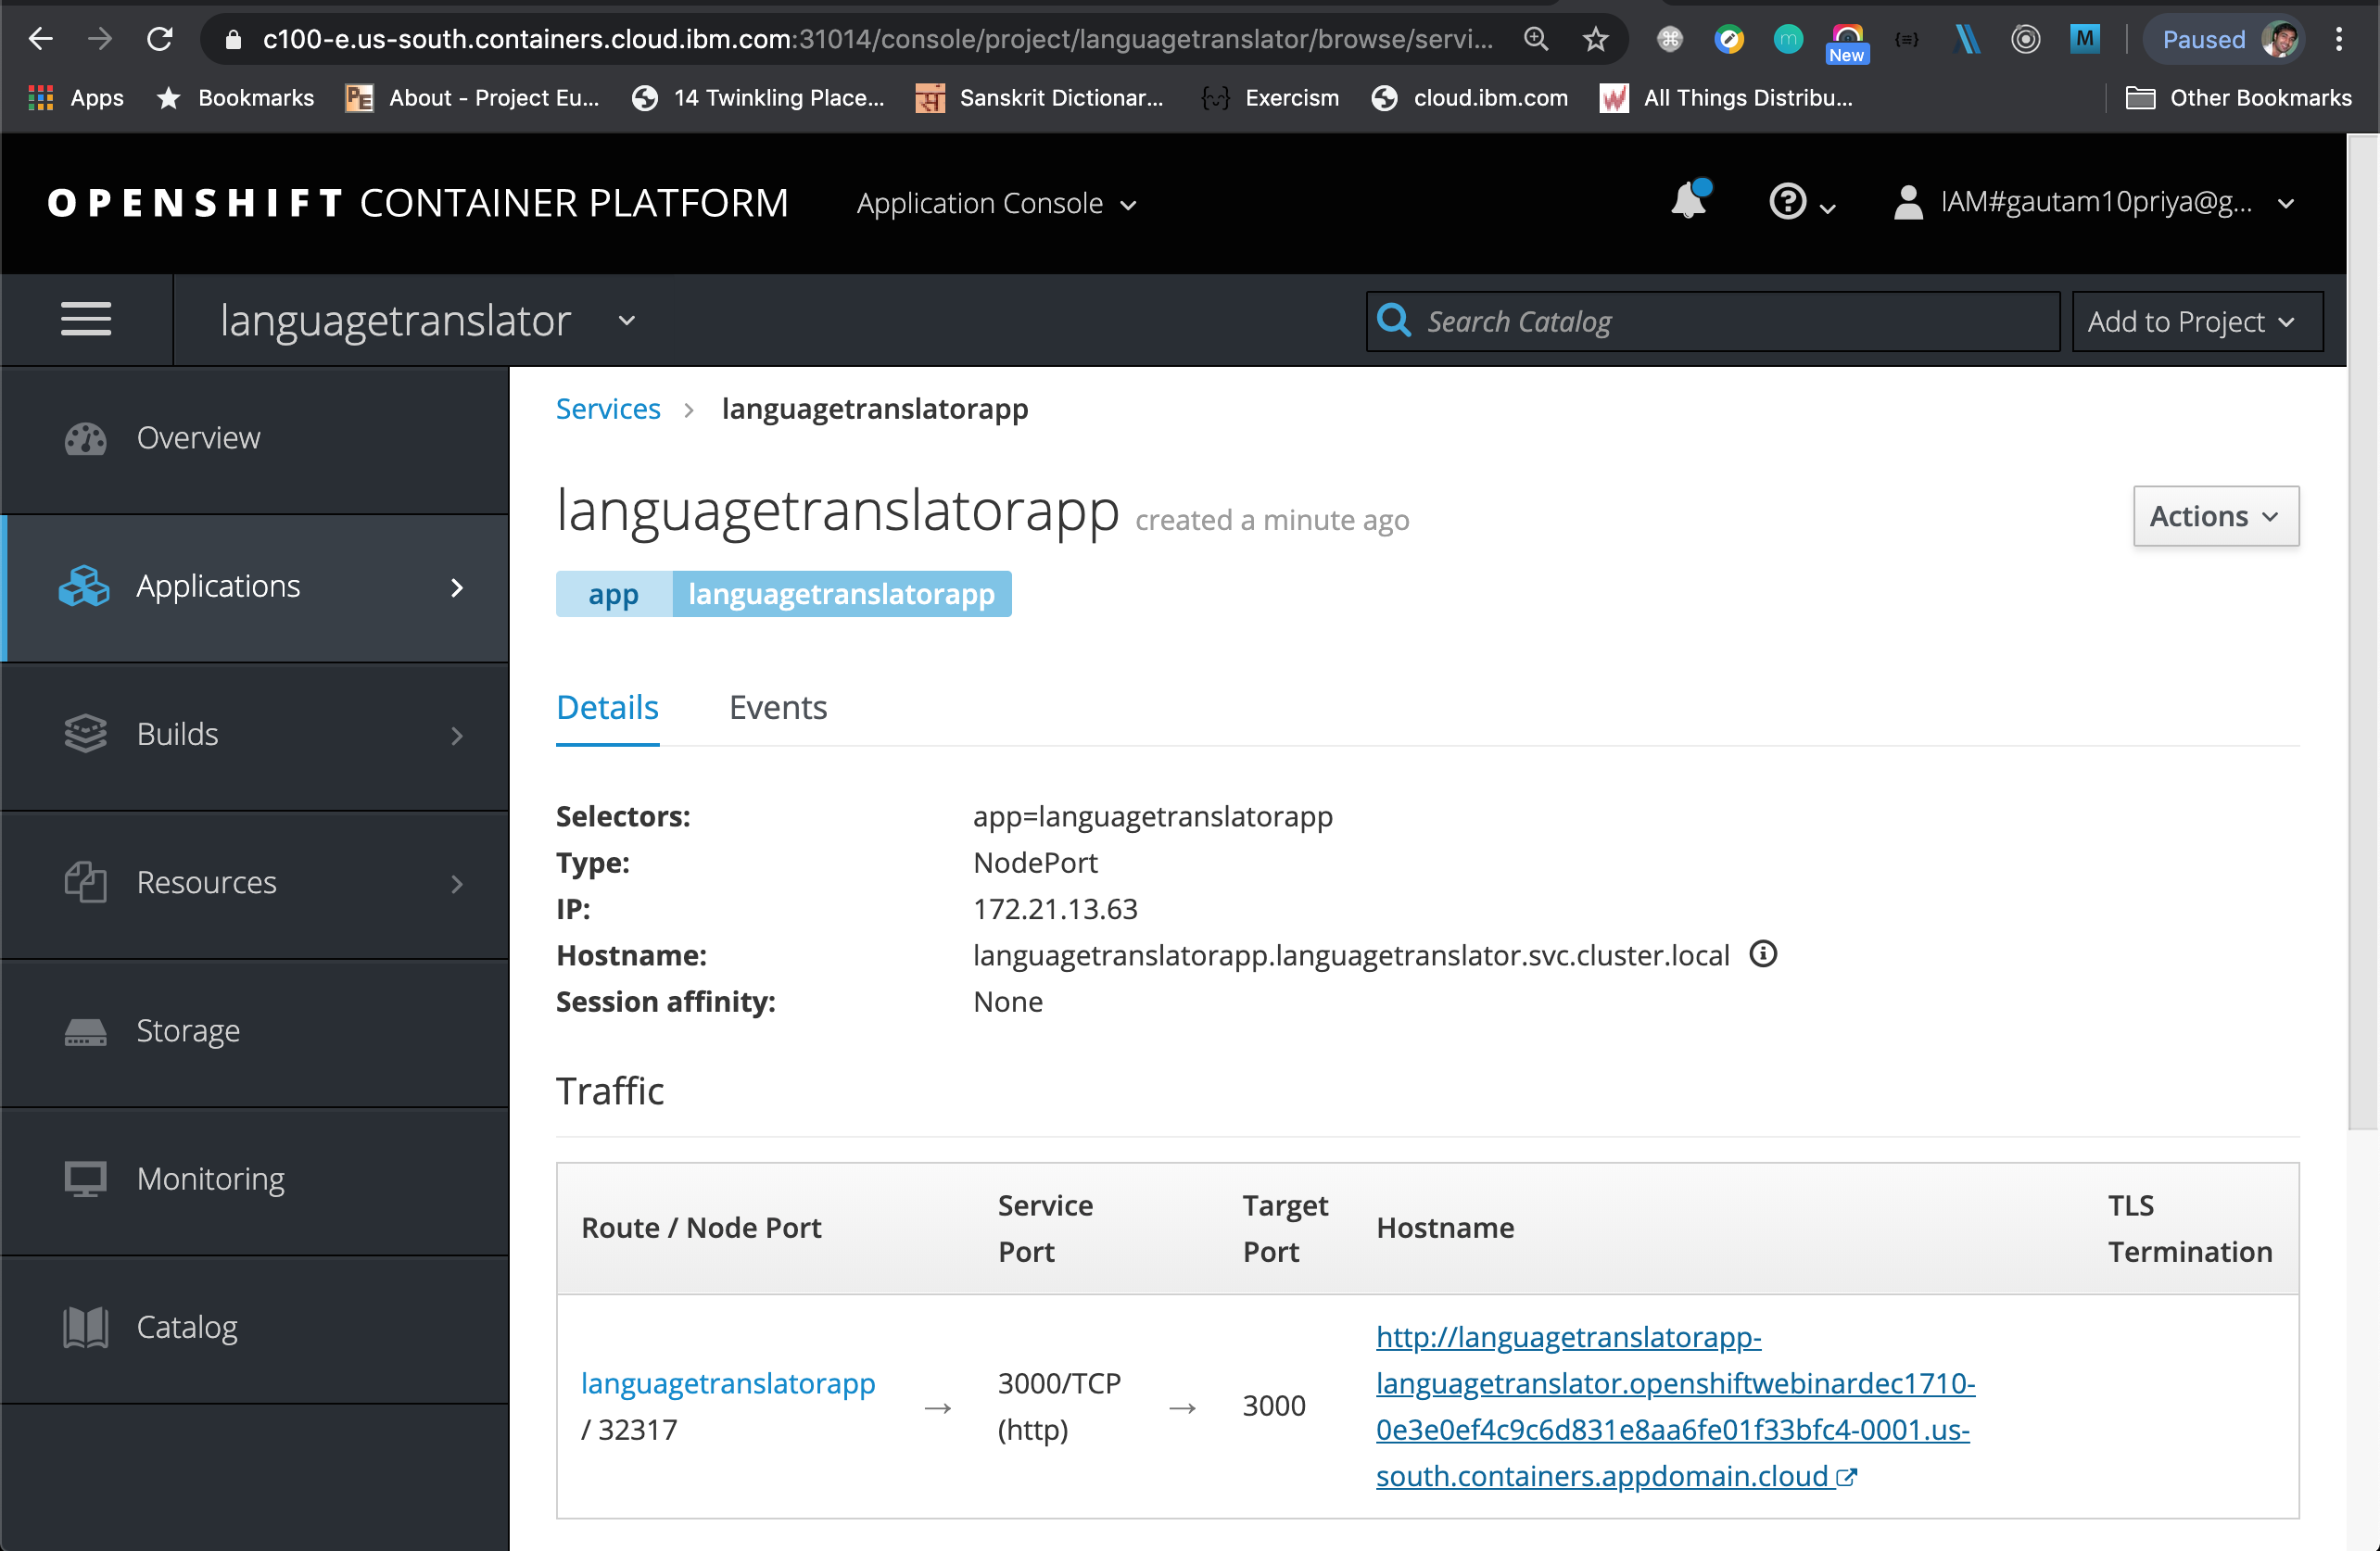 c100-e.us-south.containers.cloud.ibm.com:31014/console/project/languagetranslator/browse/servi...
New
M
Paused
Apps
Bookmarks
PE
About - Project Eu...
14 Twinkling Place...
Sanskrit Dictionar...
Exercism
cloud.ibm.com
All Things Distribu...
Other Bookmarks
OPENSHIFT CONTAINER PLATFORM
Application Console
IAM#gautam10priya@g...
languagetranslator
Search Catalog
Add to Project
Overview
Applications
Builds
Resources
Storage
Monitoring
Catalog
Services > languagetranslatorapp
languagetranslatorapp created a minute ago
Actions
app languagetranslatorapp
Details Events
Selectors: app=languagetranslatorapp
Type: NodePort
IP: 172.21.13.63
Hostname: languagetranslatorapp.languagetranslator.svc.cluster.local
Session affinity: None
Traffic
Route / Node Port
Service
Port
Target
Port
Hostname
TLS
Termination
languagetranslatorapp
/ 32317
→
3000/TCP
(http)
→
3000
http://languagetranslatorapp-
languagetranslator.openshiftwebinardec1710-
0e3e0ef4c9c6d831e8aa6fe01f33bfc4-0001.us-
south.containers.appdomain.cloud